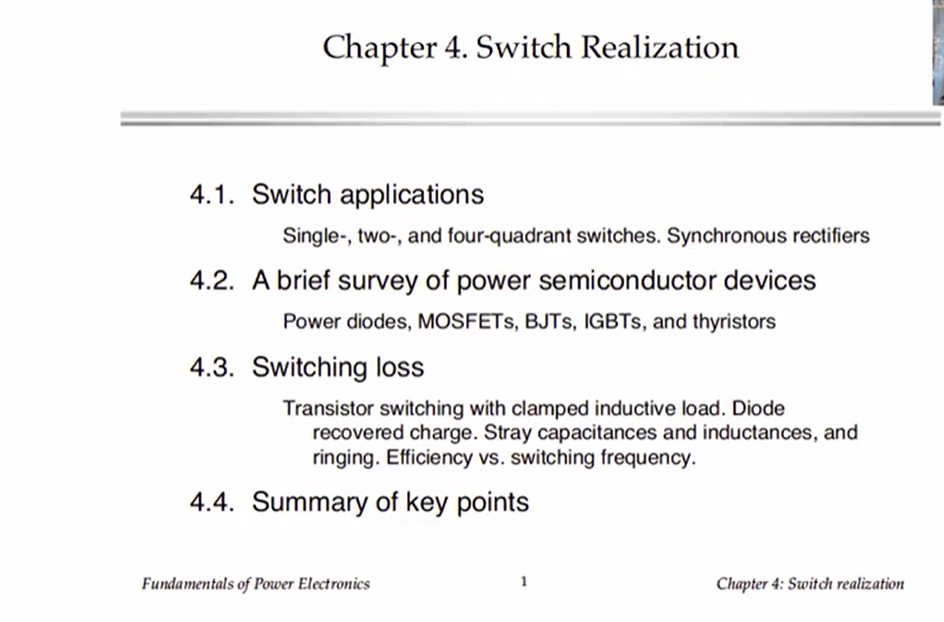 Chapter 4. Switch Realization
4.1. Switch applications
Single-, two-, and four-quadrant switches. Synchronous rectifiers
4.2. A brief survey of power semiconductor devices
Power diodes, MOSFETs, BJTs, IGBTs, and thyristors
4.3. Switching loss
Transistor switching with clamped inductive load. Diode
recovered charge. Stray capacitances and inductances, and
ringing. Efficiency vs. switching frequency.
4.4. Summary of key points
Fundamentals of Power Electronics
1
Chapter 4: Switch realization